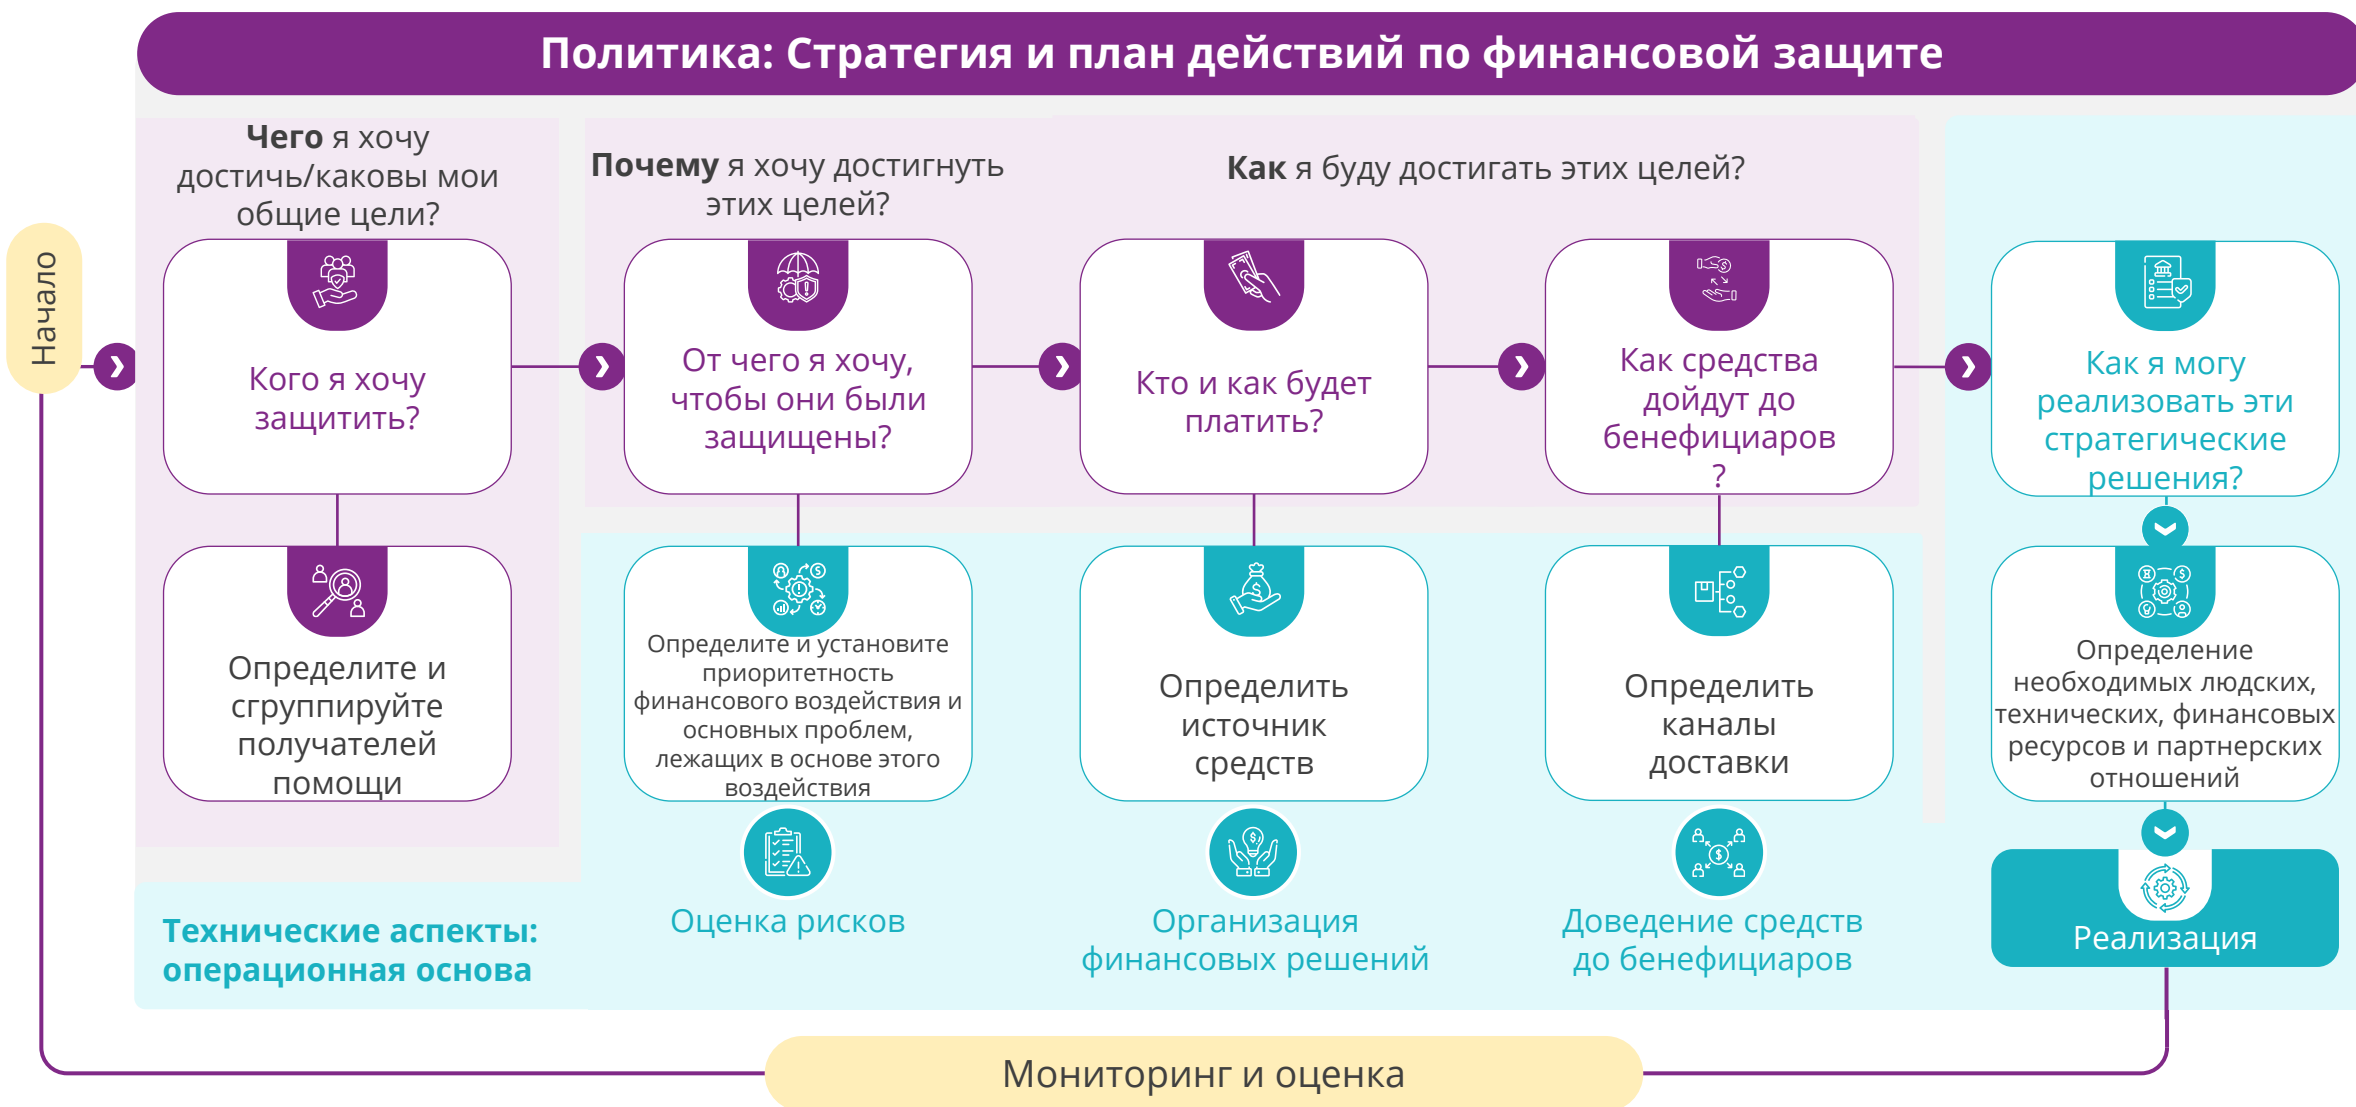 Политика: Стратегия и план действий по финансовой защите
Чего я хочу
достичь/каковы мои
общие цели?
Почему я хочу достигнуть
этих целей?
Как я буду достигать этих целей?
Начало
Кого я хочу
защитить?
От чего я хочу,
чтобы они были
защищены?
Кто и как будет
платить?
Как средства
дойдут до
бенефициаров
?
Как я могу
реализовать эти
стратегические
решения?
Определите и
сгруппируйте
получателей
помощи
Определите и установите
приоритетность
финансового воздействия и
основных проблем,
лежащих в основе этого
воздействия
Определить
источник
средств
Определить
каналы
доставки
Определение
необходимых людских,
технических, финансовых
ресурсов и партнерских
отношений
Технические аспекты:
операционная основа
Оценка рисков
Организация
финансовых решений
Доведение средств
до бенефициаров
Реализация
Мониторинг и оценка